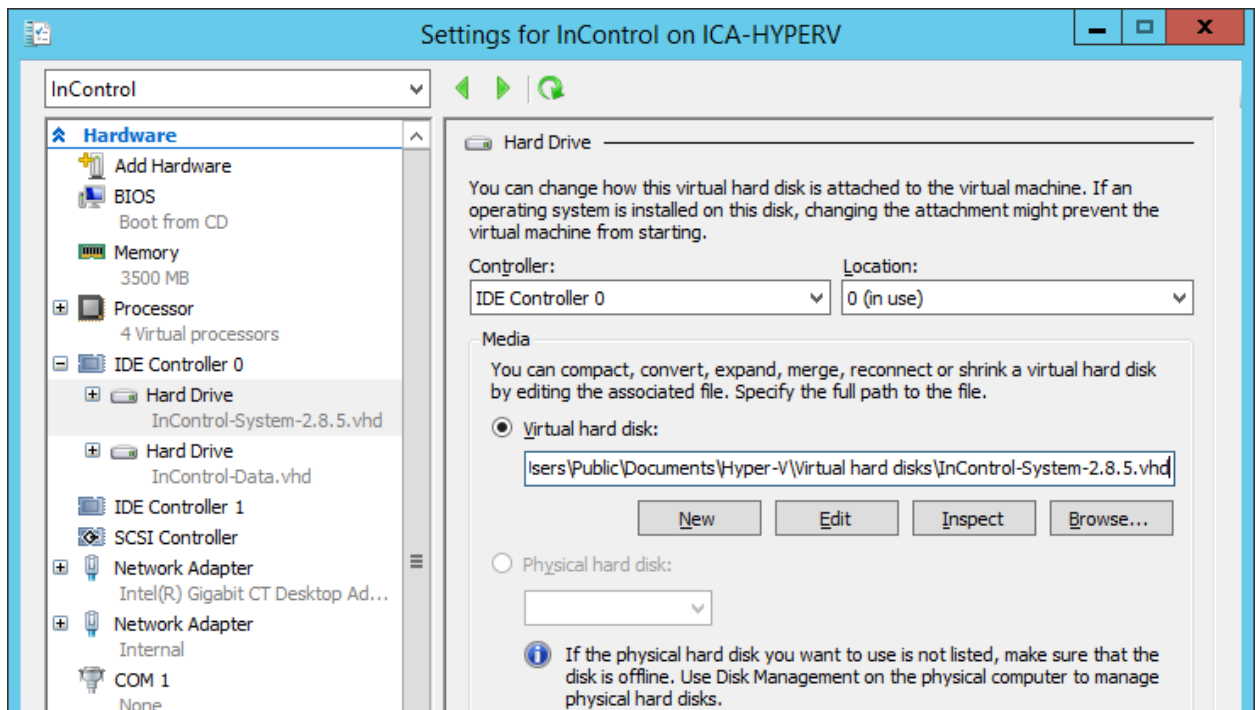 Settings for InControl on ICA-HYPERV
InControl
Hardware
Add Hardware
BIOS
Boot from CD
Memory
3500 MB
Processor
4 Virtual processors
IDE Controller 0
Hard Drive
InControl-System-2.8.5.vhd
Hard Drive
InControl-Data.vhd
IDE Controller 1
SCSI Controller
Network Adapter
Intel(R) Gigabit CT Desktop Ad...
Network Adapter
Internal
COM 1
None
Hard Drive
You can change how this virtual hard disk is attached to the virtual machine. If an
operating system is installed on this disk, changing the attachment might prevent the
virtual machine from starting.
Controller: Location:
IDE Controller 0 0 (in use)
Media
You can compact, convert, expand, merge, reconnect or shrink a virtual hard disk
by editing the associated file. Specify the full path to the file.
Virtual hard disk:
sers\Public\Documents\Hyper-V\Virtual hard disks\InControl-System-2.8.5.vhd
New Edit Inspect Browse...
Physical hard disk:
If the physical hard disk you want to use is not listed, make sure that the
disk is offline. Use Disk Management on the physical computer to manage
physical hard disks.